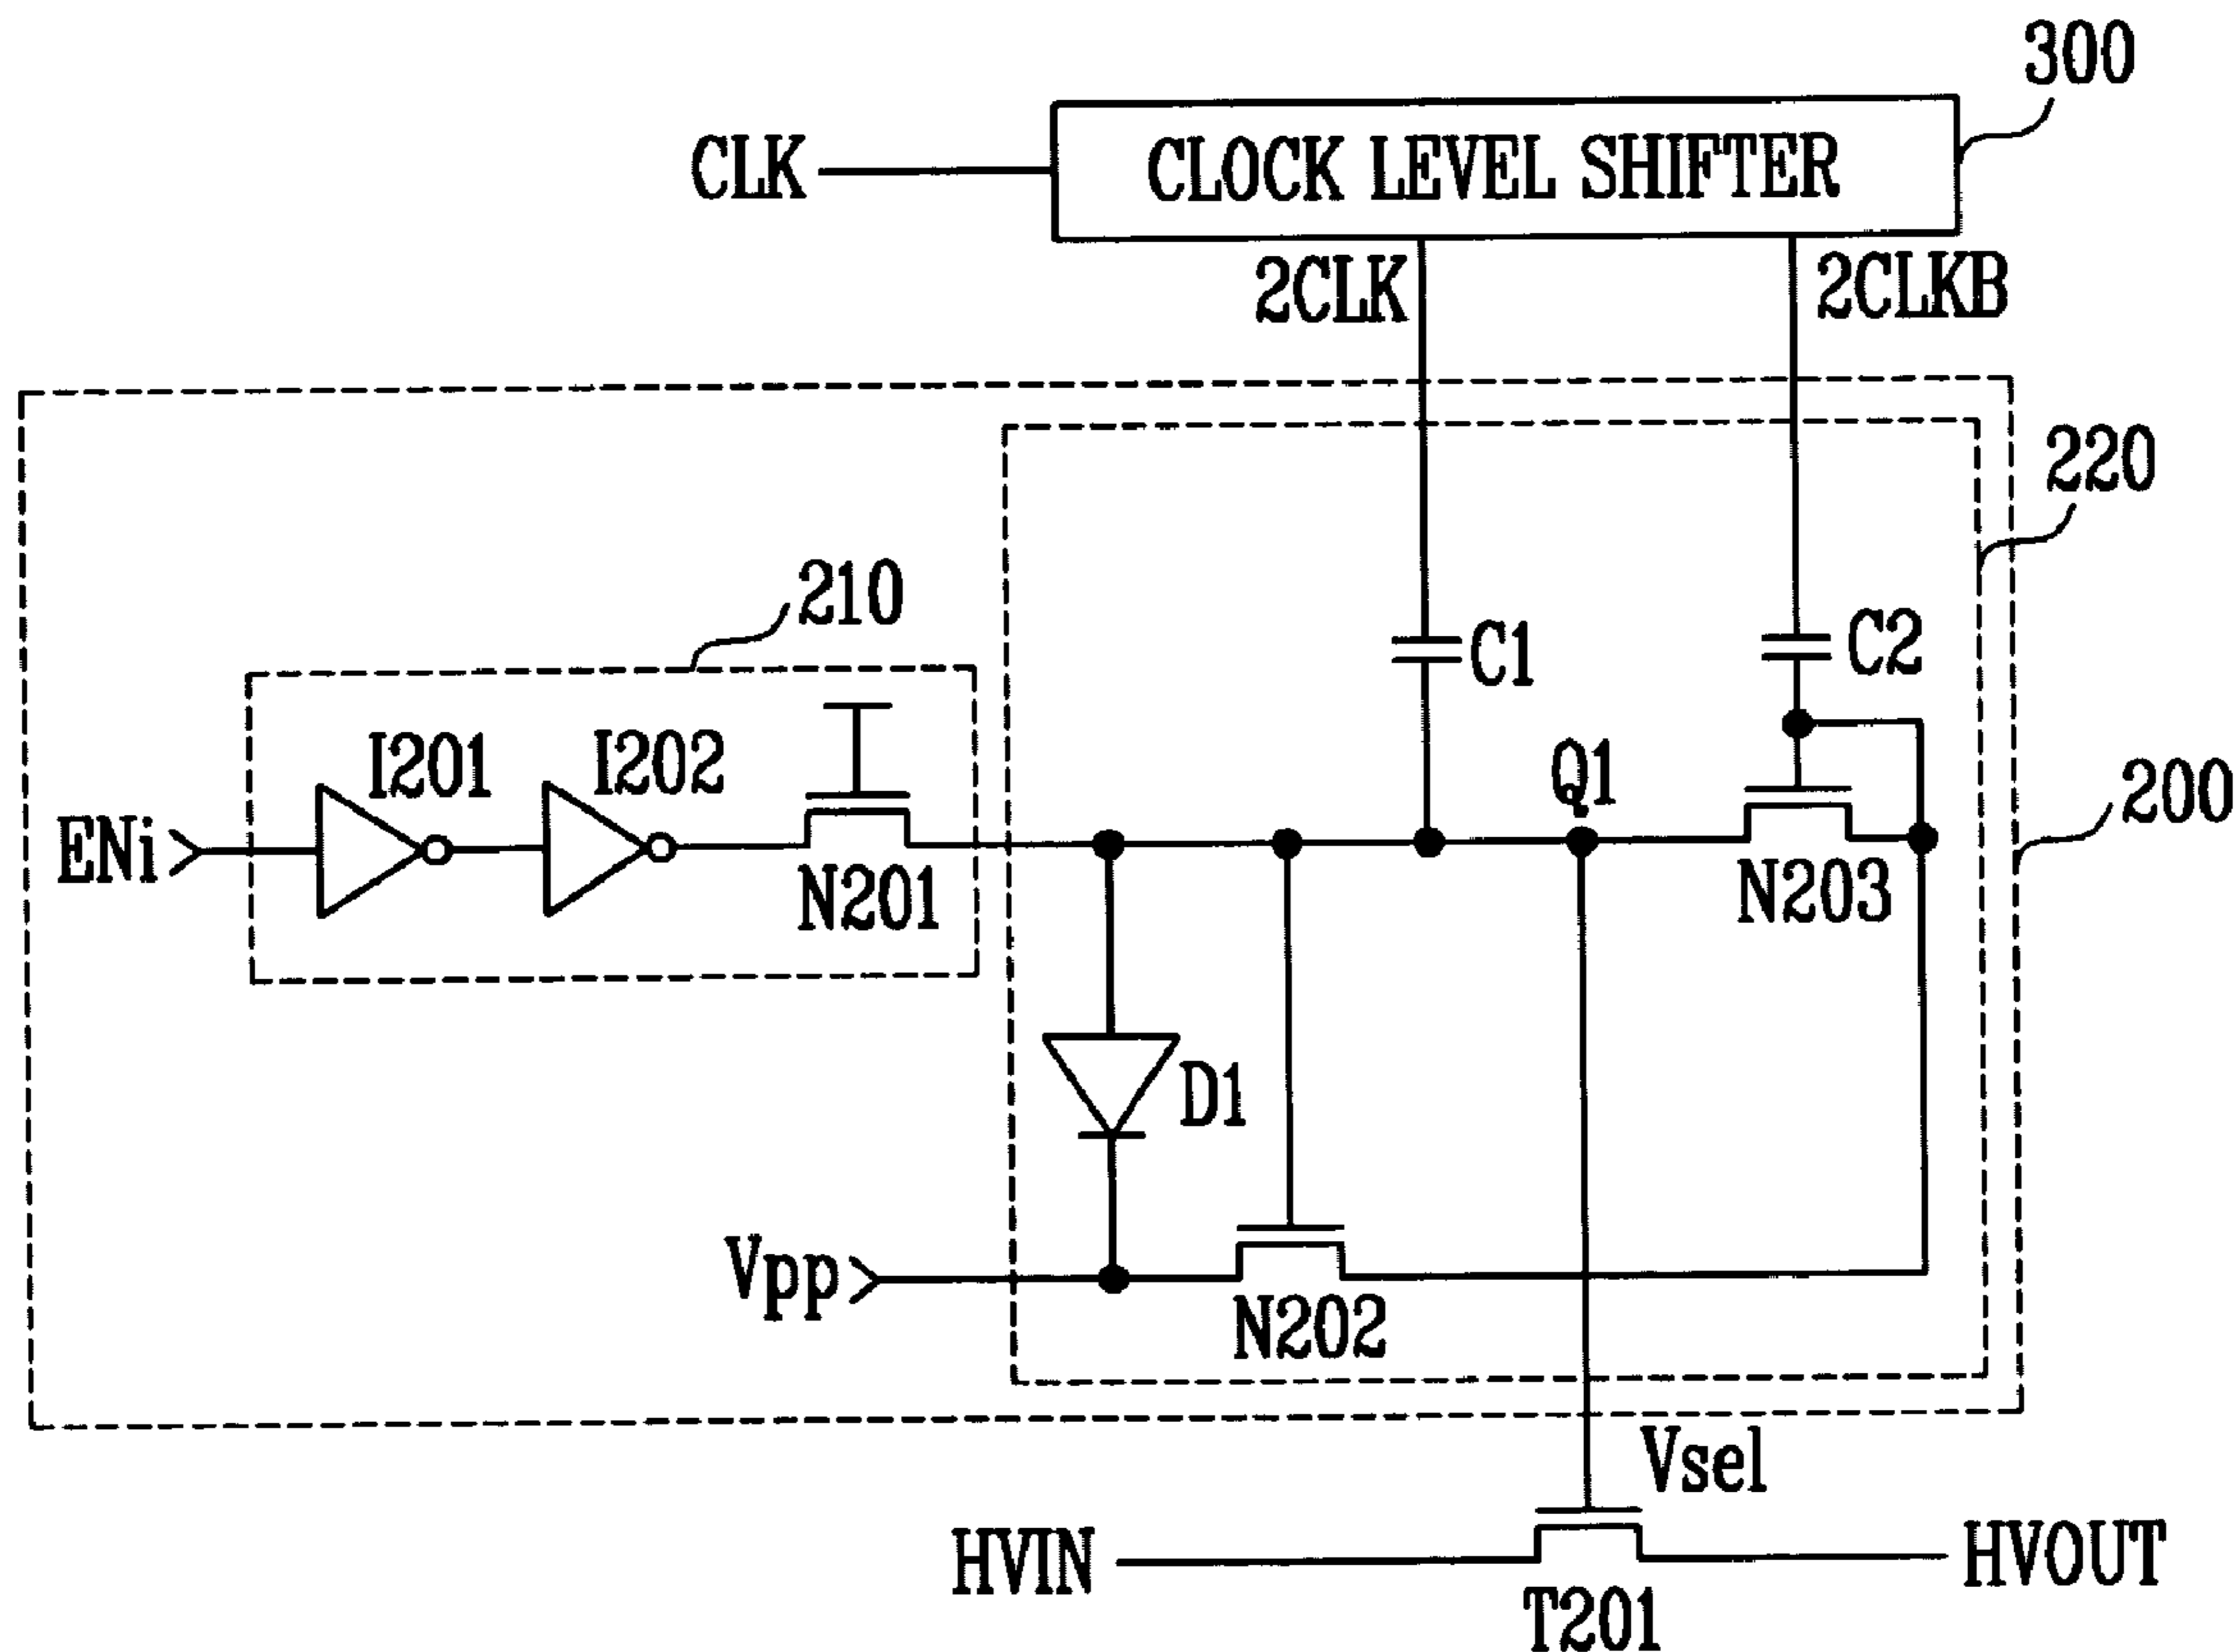 300
CLK
CLOCK LEVEL SHIFTER
2CLK
2CLKB
220
210
C1
C2
I201
I202
Q1
200
ENi
N201
N203
D1
Vpp
N202
Vsel
HVIN
HVOUT
T201